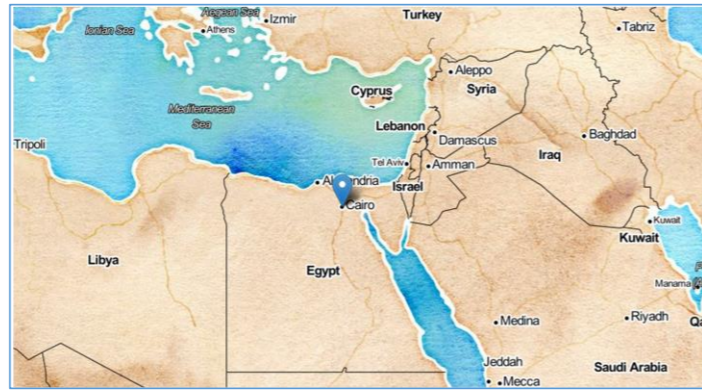 Aegean Sea
Izmir
Turkey
Tabriz
Ionian Sea
Athens
Aleppo
Cyprus
Syria
Mediterranean
Sea
Lebanon
Damascus
Baghdad
Tripoli
Tel Aviv
Amman
Iraq
Israel
Cairo
Kuwait
Kuwait
Libya
Egypt
Manama
Medina
Riyadh
Jeddah
Saudi Arabia
Mecca